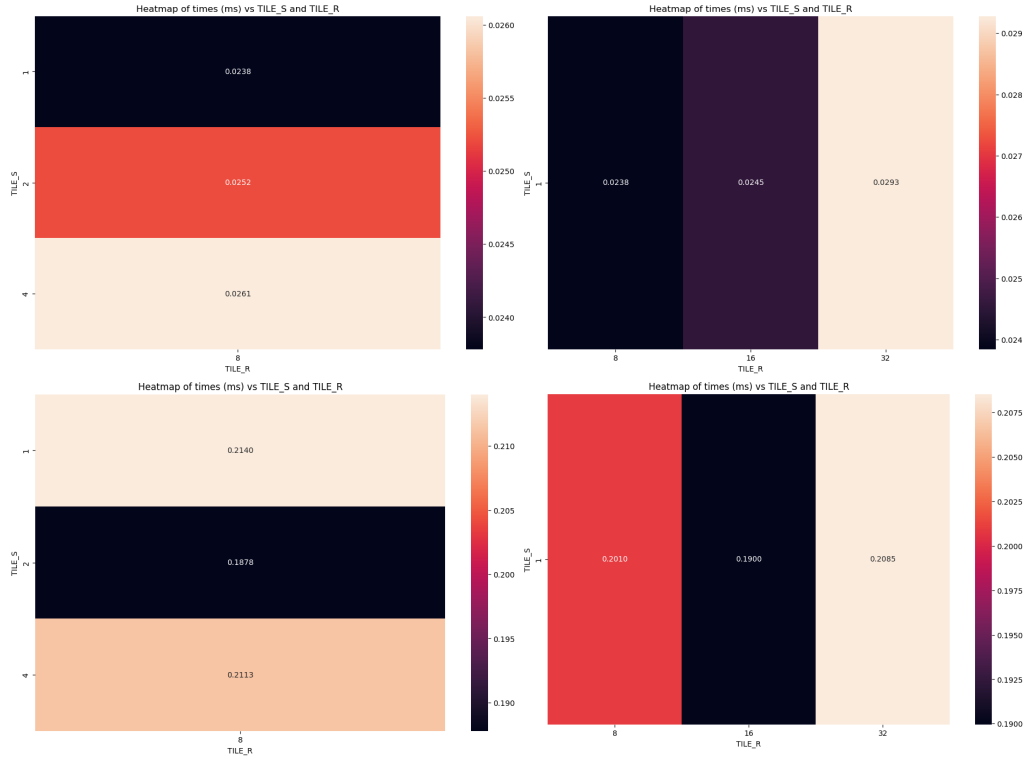 Heatmap of times (ms) vs TILE_S and TILE_R
1
2
4
TILE_S
0.0238
0.0252
0.0261
8
TILE_R
0.0260
0.0255
0.0250
0.0245
0.0240
Heatmap of times (ms) vs TILE_S and TILE_R
1
TILE_S
0.0238 0.0245 0.0293
8 16 32
TILE_R
0.029
0.028
0.027
0.026
0.025
0.024
Heatmap of times (ms) vs TILE_S and TILE_R
1
2
4
TILE_S
0.2140
0.1878
0.2113
8
TILE_R
0.210
0.205
0.200
0.195
0.190
Heatmap of times (ms) vs TILE_S and TILE_R
1
TILE_S
0.2010 0.1900 0.2085
8 16 32
TILE_R
0.2075
0.2050
0.2025
0.2000
0.1975
0.1950
0.1925
0.1900